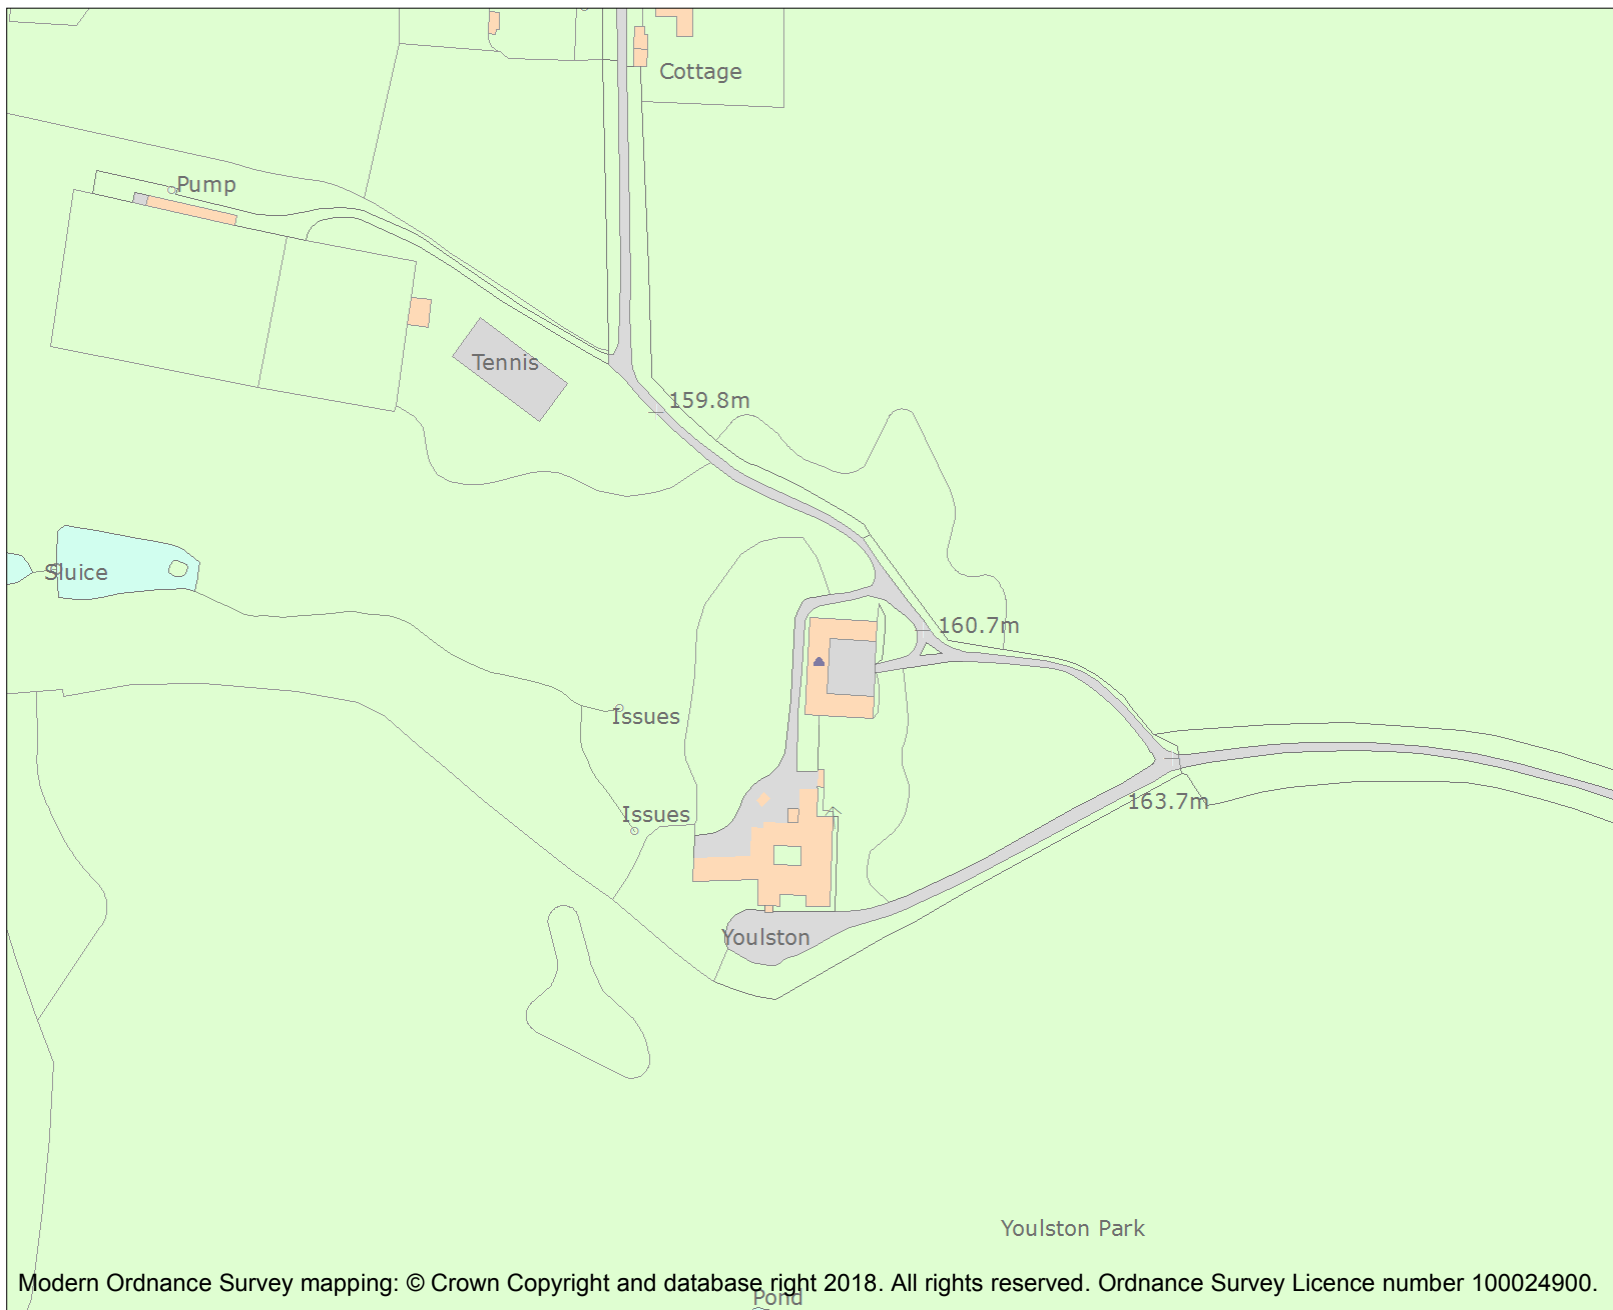 Cottage
Pump
Tennis
159.8m
Sluice
160.7m
Issues
163.7m
Issues
Youlston
Youlston Park
Modern Ordnance Survey mapping: © Crown Copyright and database right 2018. All rights reserved. Ordnance Survey Licence number 100024900.
Pond